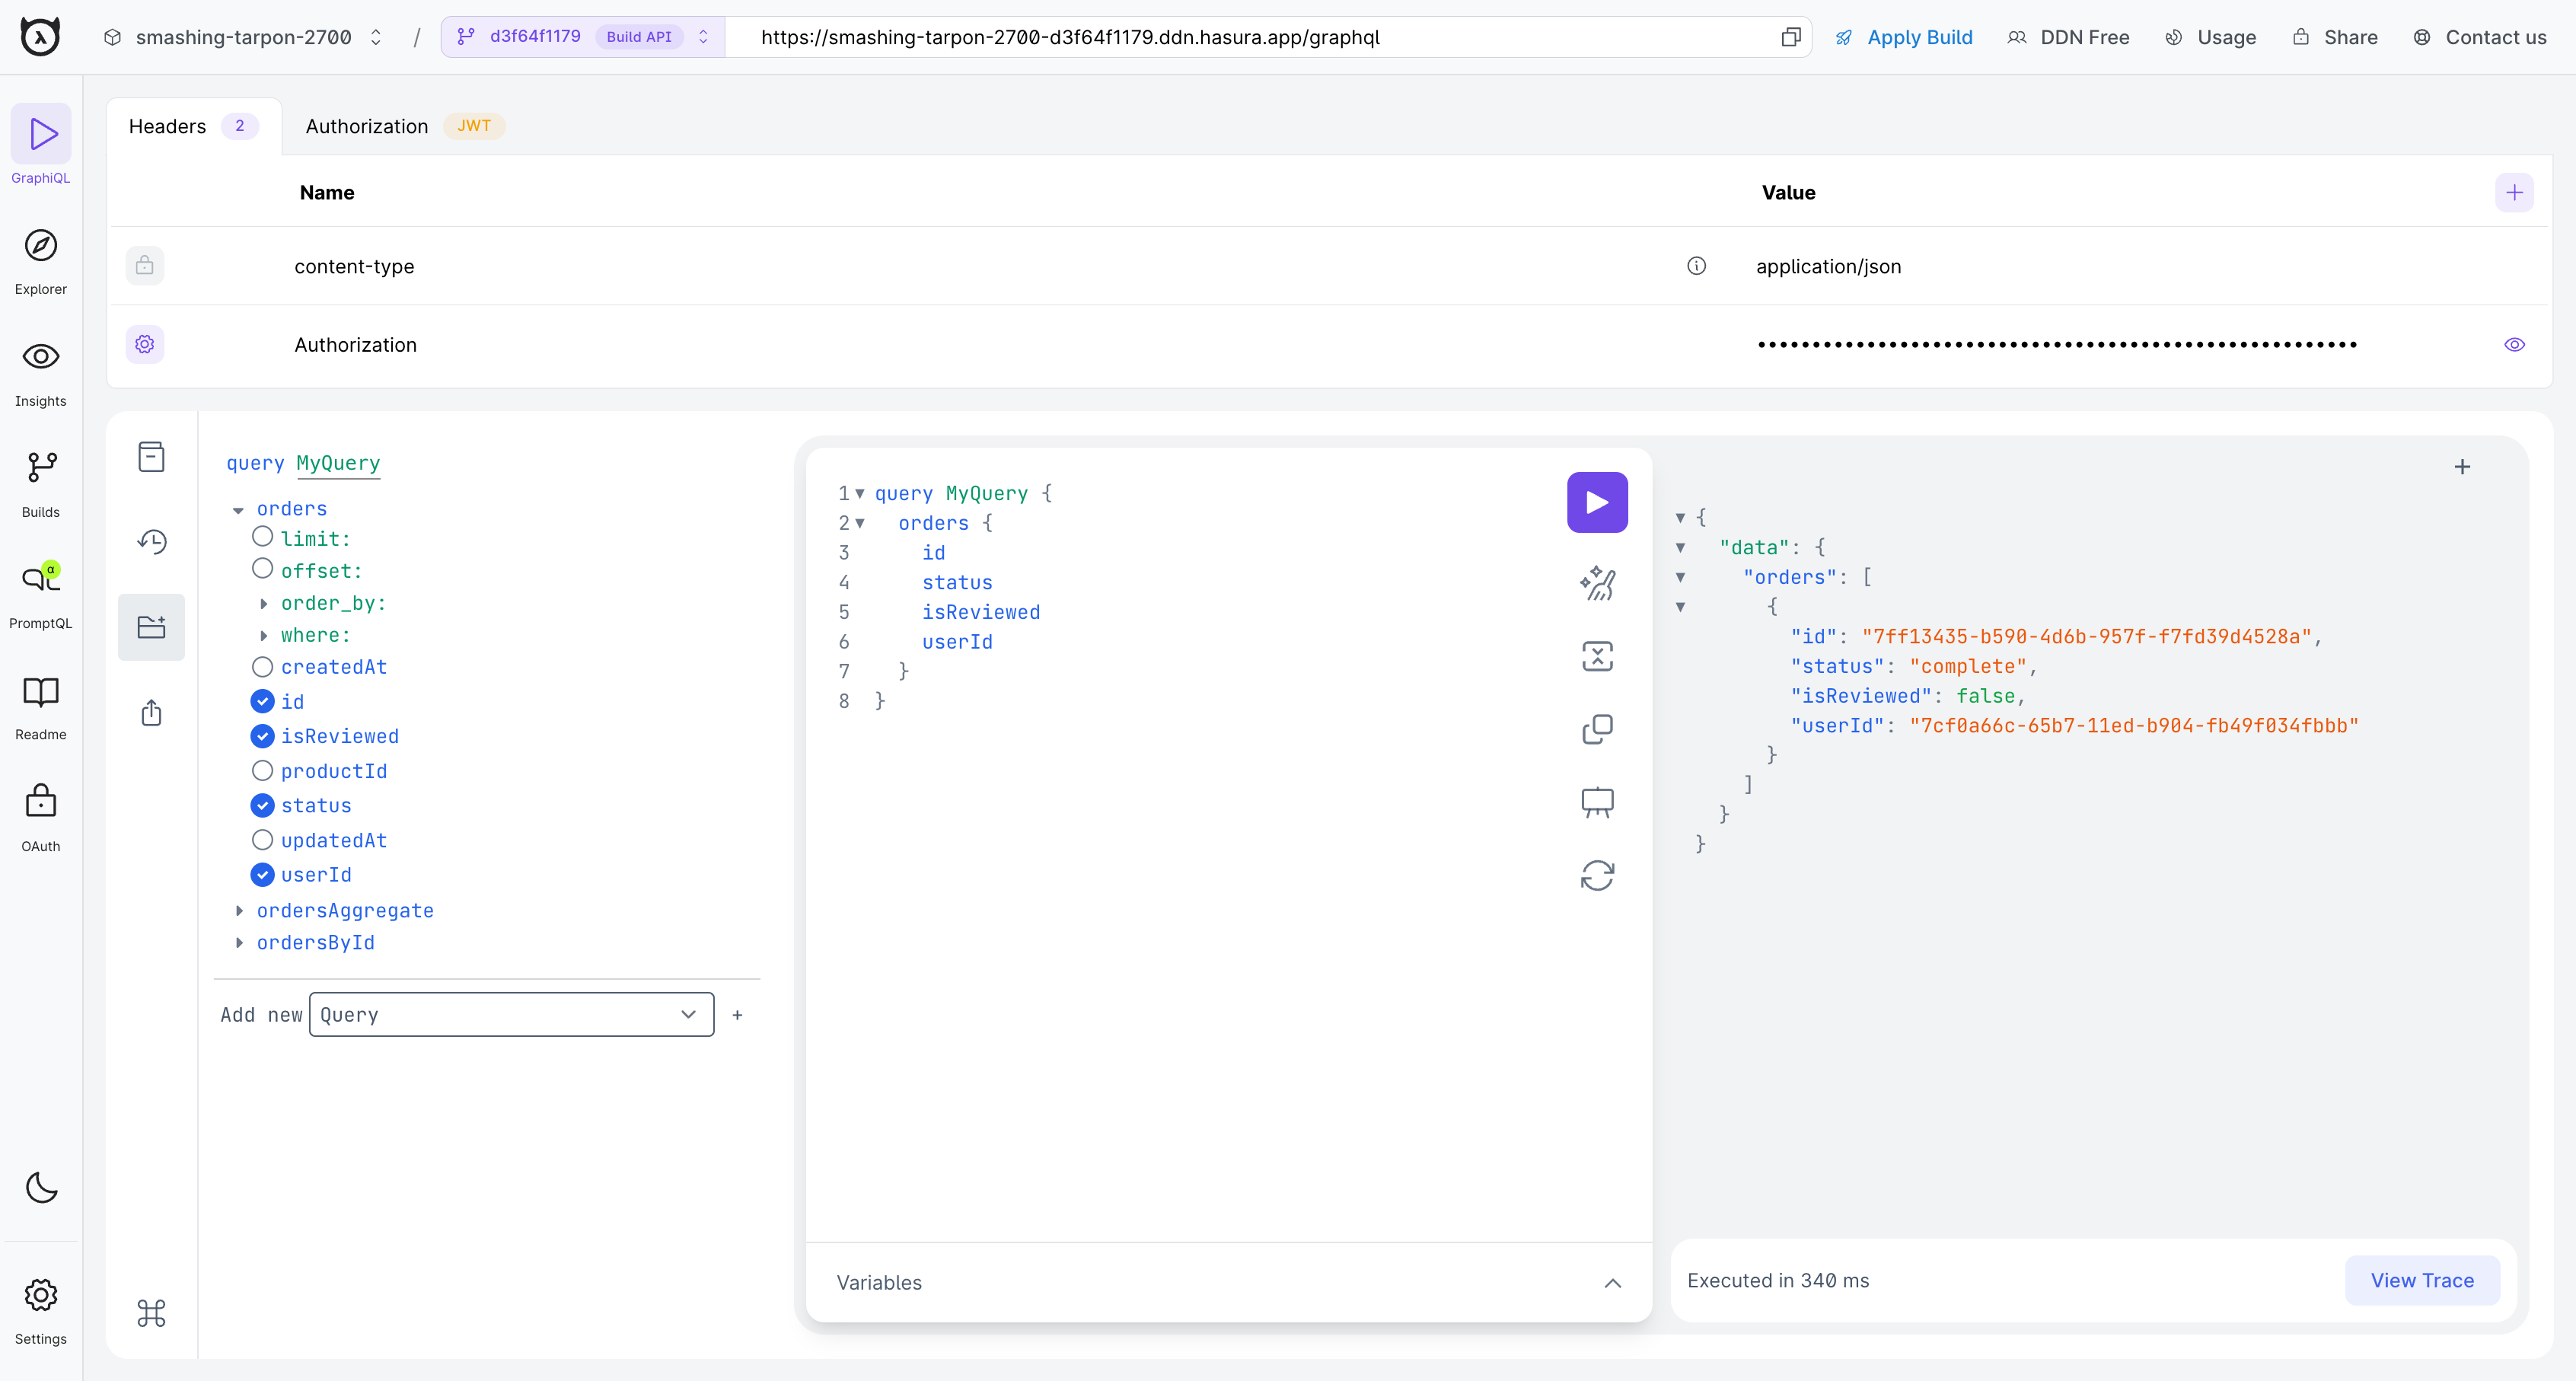 smashing-tarpon-2700 / d3f64f1179 Build API https://smashing-tarpon-2700-d3f64f1179.ddn.hasura.app/graphql Apply Build DDN Free Usage Share Contact us
GraphiQL
Explorer
Insights
Builds
α
PromptQL
Readme
OAuth
Settings
Headers 2 Authorization JWT
Name Value
content-type application/json
Authorization ••••••••••••••••••••••••••••••••••••••••••••••••••••••
query MyQuery
orders
limit:
offset:
order_by:
where:
createdAt
id
isReviewed
productId
status
updatedAt
userId
ordersAggregate
ordersById
Add new Query +
1 query MyQuery {
2 orders {
3 id
4 status
5 isReviewed
6 userId
7 }
8 }
Variables
{
"data": {
"orders": [
{
"id": "7ff13435-b590-4d6b-957f-f7fd39d4528a",
"status": "complete",
"isReviewed": false,
"userId": "7cf0a66c-65b7-11ed-b904-fb49f034fbbb"
}
]
}
}
Executed in 340 ms View Trace